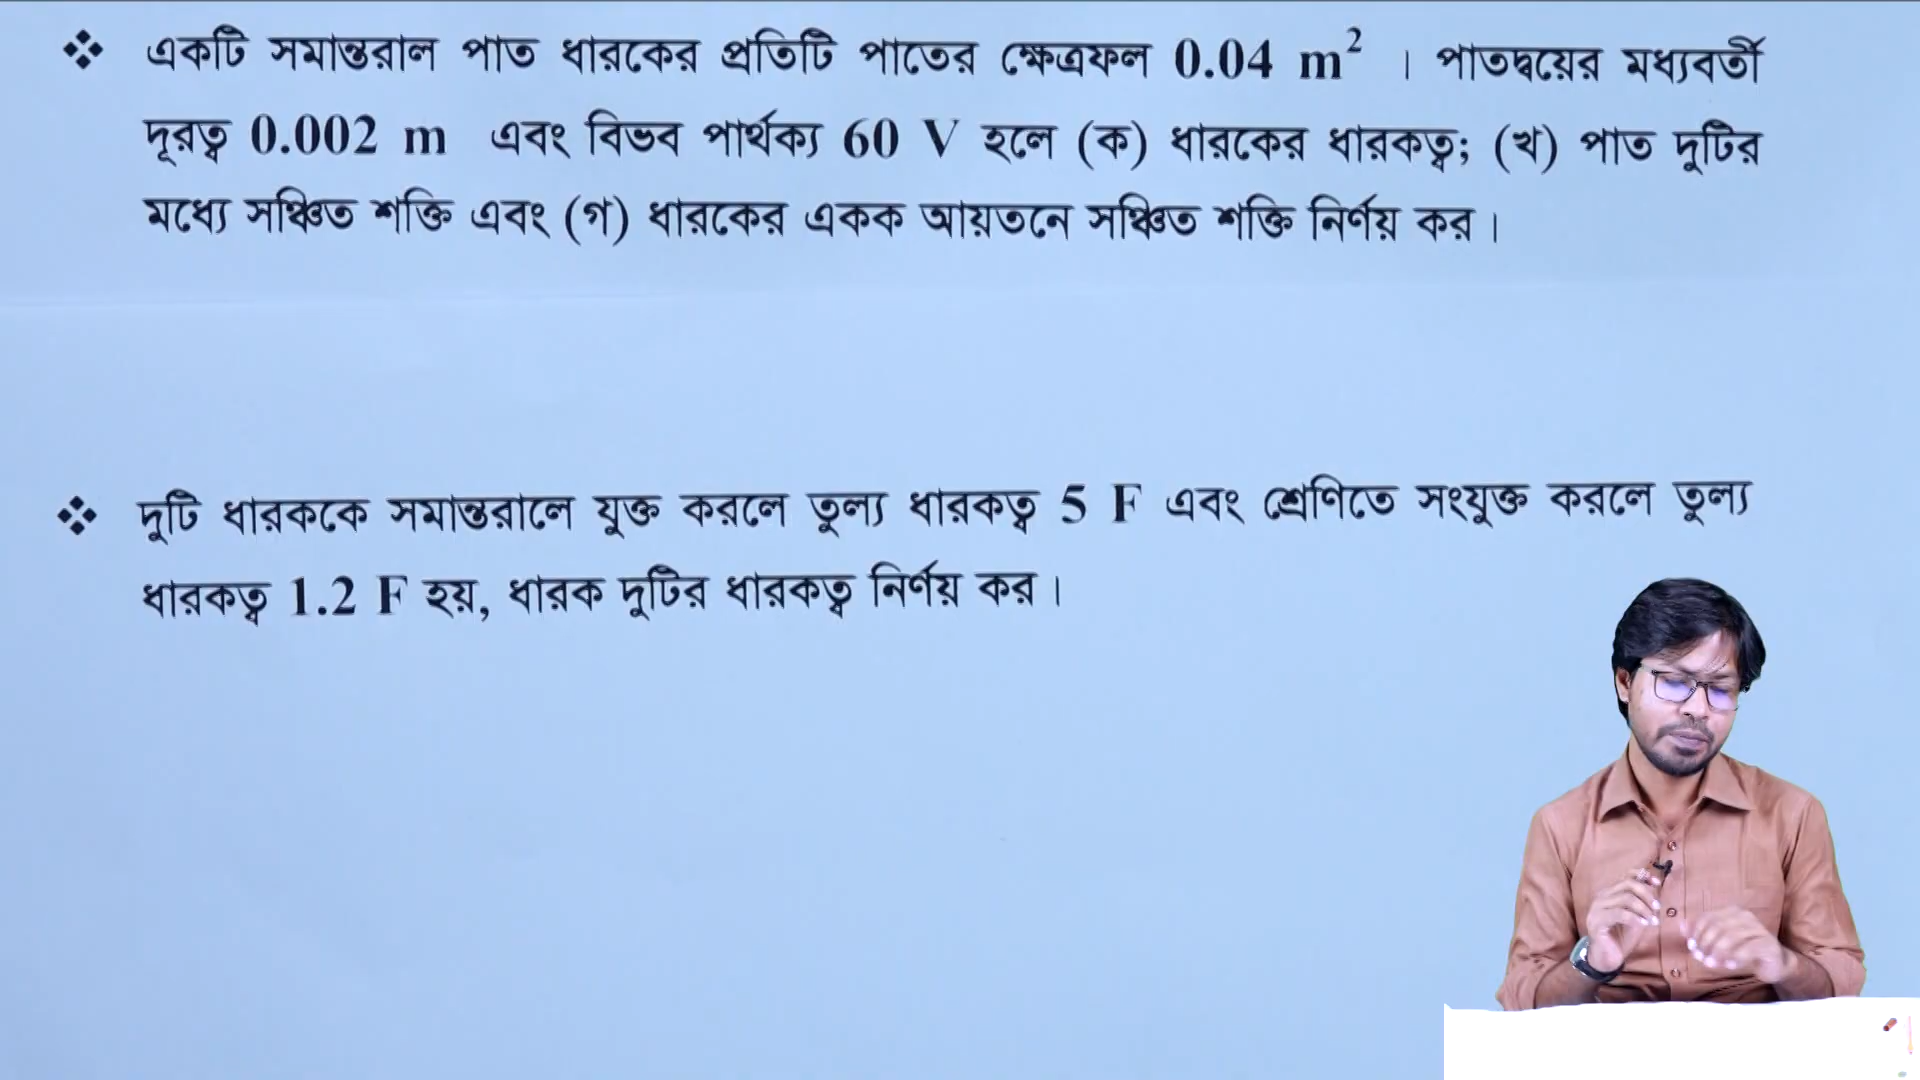 ❖ একটি সমান্তরাল পাত ধারকের প্রতিটি পাতের ক্ষেত্রফল 0.04 m² । পাতদ্বয়ের মধ্যবর্তী
দূরত্ব 0.002 m এবং বিভব পার্থক্য 60 V হলে (ক) ধারকের ধারকত্ব; (খ) পাত দুটির
মধ্যে সঞ্চিত শক্তি এবং (গ) ধারকের একক আয়তনে সঞ্চিত শক্তি নির্ণয় কর।
❖ দুটি ধারককে সমান্তরালে যুক্ত করলে তুল্য ধারকত্ব 5 F এবং শ্রেণিতে সংযুক্ত করলে তুল্য
ধারকত্ব 1.2 F হয়, ধারক দুটির ধারকত্ব নির্ণয় কর।